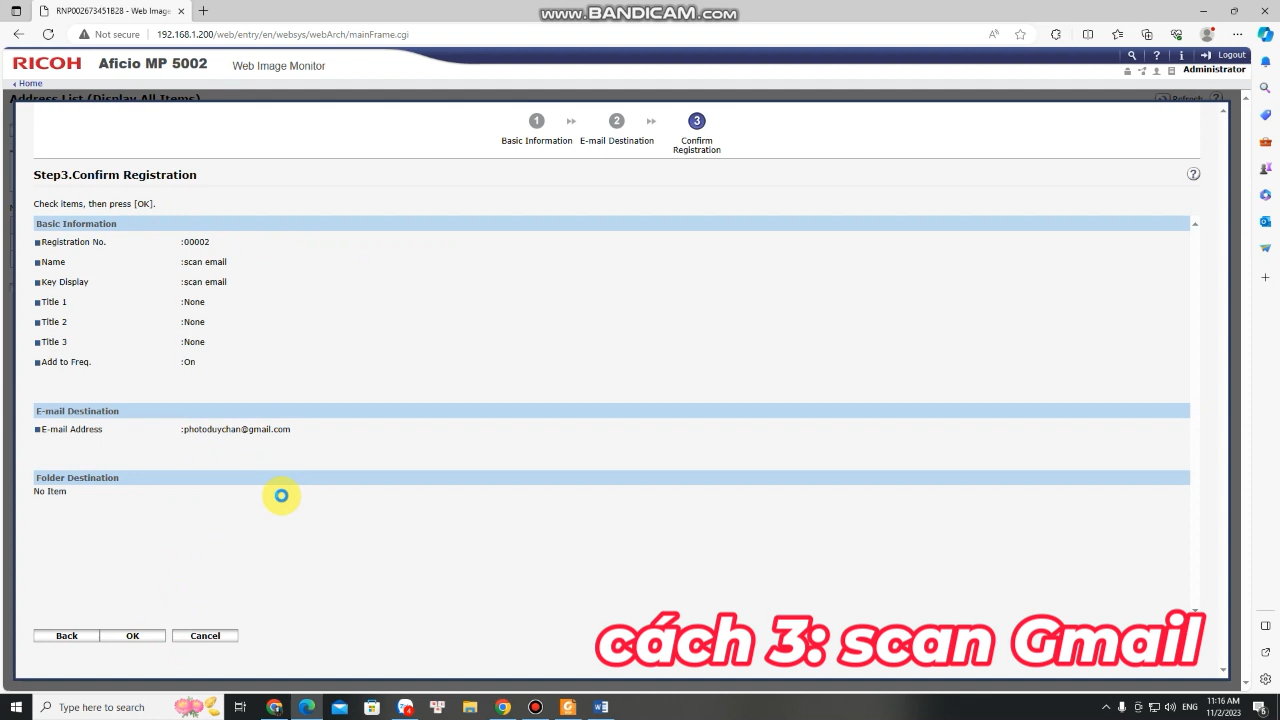 www.BANDICAM.com
RNP002673451B28 - Web Image
Not secure
192.168.1.200/web/entry/en/websys/webArch/mainFrame.cgi
RICOH Aficio MP 5002 Web Image Monitor
Logout
Administrator
Home
Address List (Display All Items)
Refresh
1
2
3
Basic Information
E-mail Destination
Confirm Registration
Step3.Confirm Registration
Check items, then press [OK].
Basic Information
Registration No. :00002
Name :scan email
Key Display :scan email
Title 1 :None
Title 2 :None
Title 3 :None
Add to Freq. :On
E-mail Destination
E-mail Address :photoduychan@gmail.com
Folder Destination
No Item
Back OK Cancel
cách 3: scan Gmail
Type here to search
ENG
11:16 AM
11/2/2023